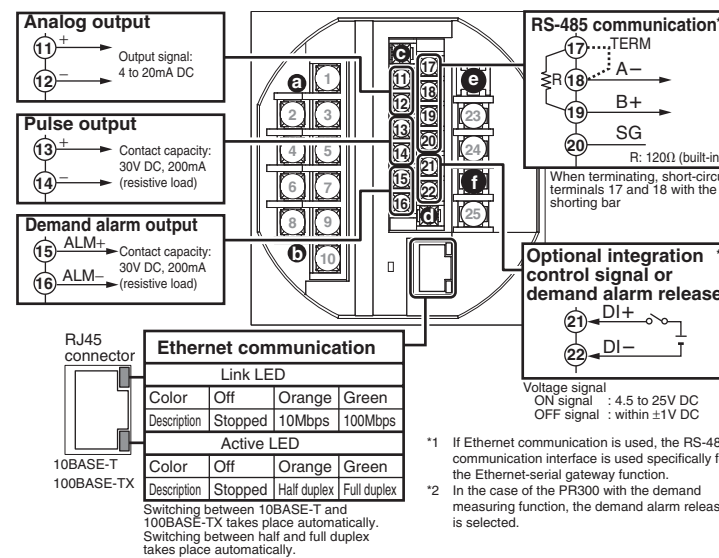 Analog output
11 +
12 −
Output signal:
4 to 20mA DC
Pulse output
13 +
14 −
Contact capacity:
30V DC, 200mA
(resistive load)
Demand alarm output
15 ALM+
16 ALM−
Contact capacity:
30V DC, 200mA
(resistive load)
a
b
c
d
e
f
1
2 3
4 5
6 7
8 9
10
11
12
13
14
15
16
17
18
19
20
21
22
23
24
25
RS-485 communication*
17 TERM
R 18 A−
19 B+
20 SG
R: 120Ω (built-in
When terminating, short-circu
terminals 17 and 18 with the
shorting bar
Optional integration *
control signal or
demand alarm release
21 DI+
22 DI−
Voltage signal
ON signal : 4.5 to 25V DC
OFF signal : within ±1V DC
RJ45
connector
10BASE-T
100BASE-TX
Ethernet communication
Link LED
Color Off Orange Green
Description Stopped 10Mbps 100Mbps
Active LED
Color Off Orange Green
Description Stopped Half duplex Full duplex
Switching between 10BASE-T and
100BASE-TX takes place automatically.
Switching between half and full duplex
takes place automatically.
*1 If Ethernet communication is used, the RS-48
communication interface is used specifically f
the Ethernet-serial gateway function.
*2 In the case of the PR300 with the demand
measuring function, the demand alarm releas
is selected.